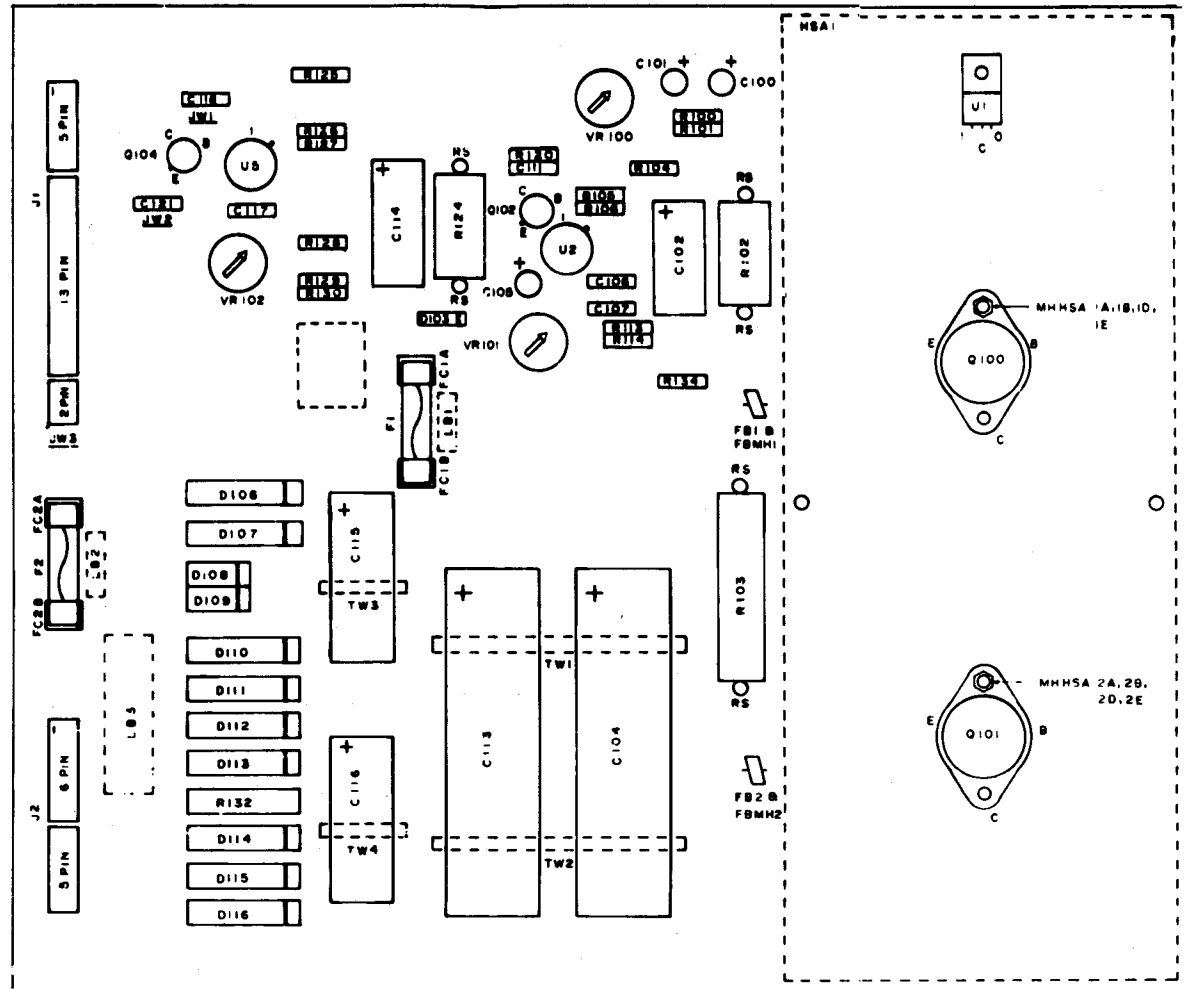 HSA1
C101
C100
R125
U1
1
5 PIN
C118
JW1
R100
R101
VR100
1
O
C
R126
R127
Q104
C
B
E
1
U5
RS
R120
C11
R104
RS
J1
C121
JW2
C117
C114
R124
Q102
C
B
1
R105
R106
U2
C102
R102
R128
13 PIN
VR102
R129
R130
RS
C105
C106
C107
RS
D103
VR101
R113
R114
MHHSA 1A,1B,1D,
1E
E
B
Q100
C
R134
2 PIN
JW3
FC1A
F1
LB1
FC1B
FB1 &
FBMH1
RS
D106
D107
C115
FC2A
F2
LB2
FC2B
D108
D109
TW3
R103
D110
TW1
D111
RS
MHHSA 2A,2B,
2D,2E
LB3
D112
E
B
Q101
C
1
6 PIN
D113
C113
C104
C116
R132
FB2 &
FBMH2
J2
D114
TW4
TW2
5 PIN
D115
D116